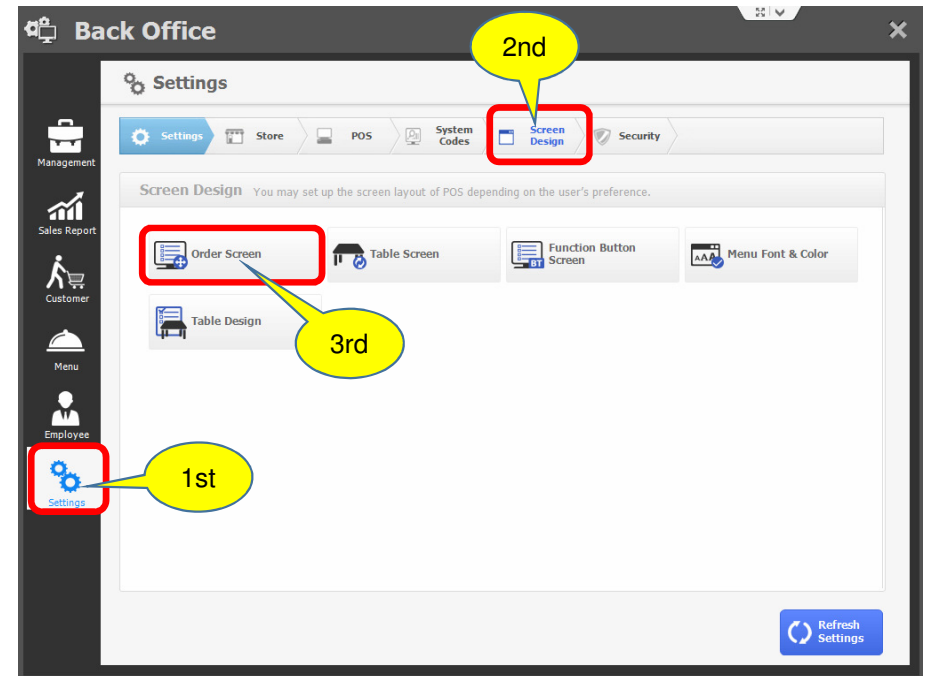 Back Office
2nd
Settings
Settings
Store
POS
System
Codes
Screen
Design
Security
Management
Screen Design You may set up the screen layout of POS depending on the user's preference.
Sales Report
Order Screen
Table Screen
Function Button
Screen
BT
AAA
Menu Font & Color
Customer
Table Design
3rd
Menu
Employee
1st
Settings
Refresh
Settings